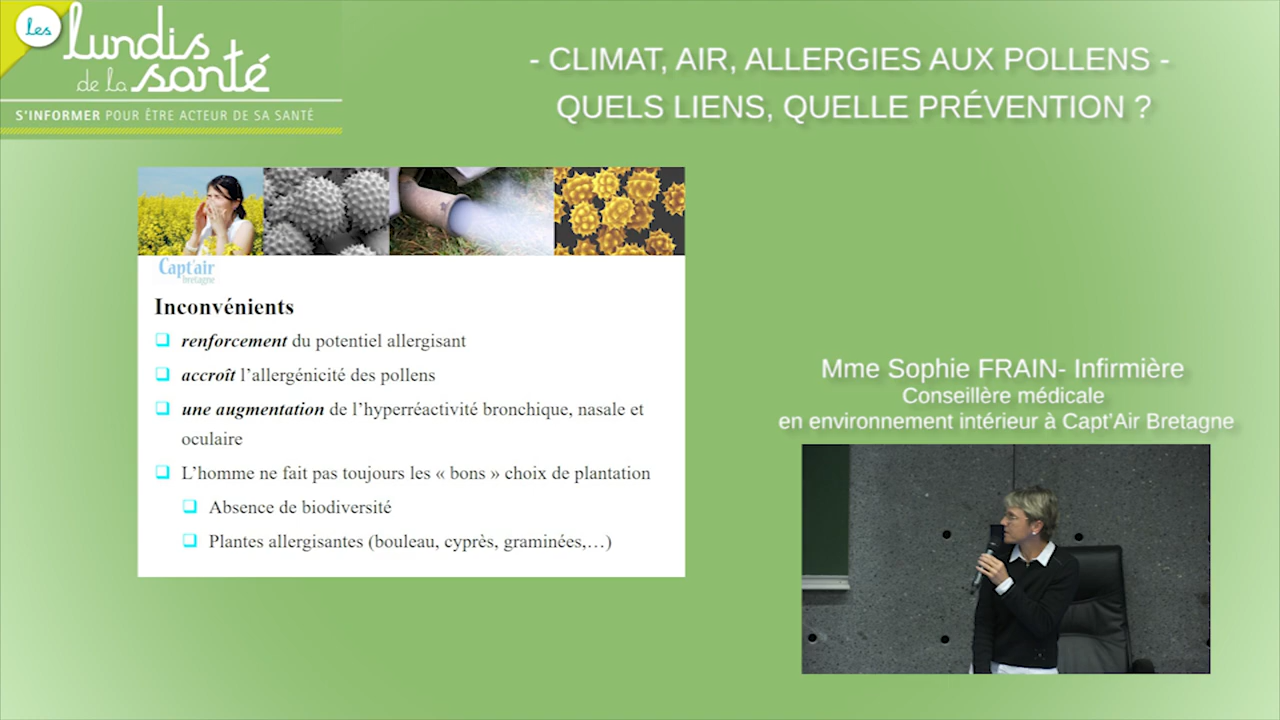 les
lundis
de la santé
S'INFORMER POUR ÊTRE ACTEUR DE SA SANTÉ
- CLIMAT, AIR, ALLERGIES AUX POLLENS -
QUELS LIENS, QUELLE PRÉVENTION ?
Capt'air
bretagne
Inconvénients
renforcement du potentiel allergisant
accroît l’allergénicité des pollens
une augmentation de l’hyperréactivité bronchique, nasale et
oculaire
L’homme ne fait pas toujours les « bons » choix de plantation
Absence de biodiversité
Plantes allergisantes (bouleau, cyprès, graminées,…)
Mme Sophie FRAIN- Infirmière
Conseillère médicale
en environnement intérieur à Capt’Air Bretagne